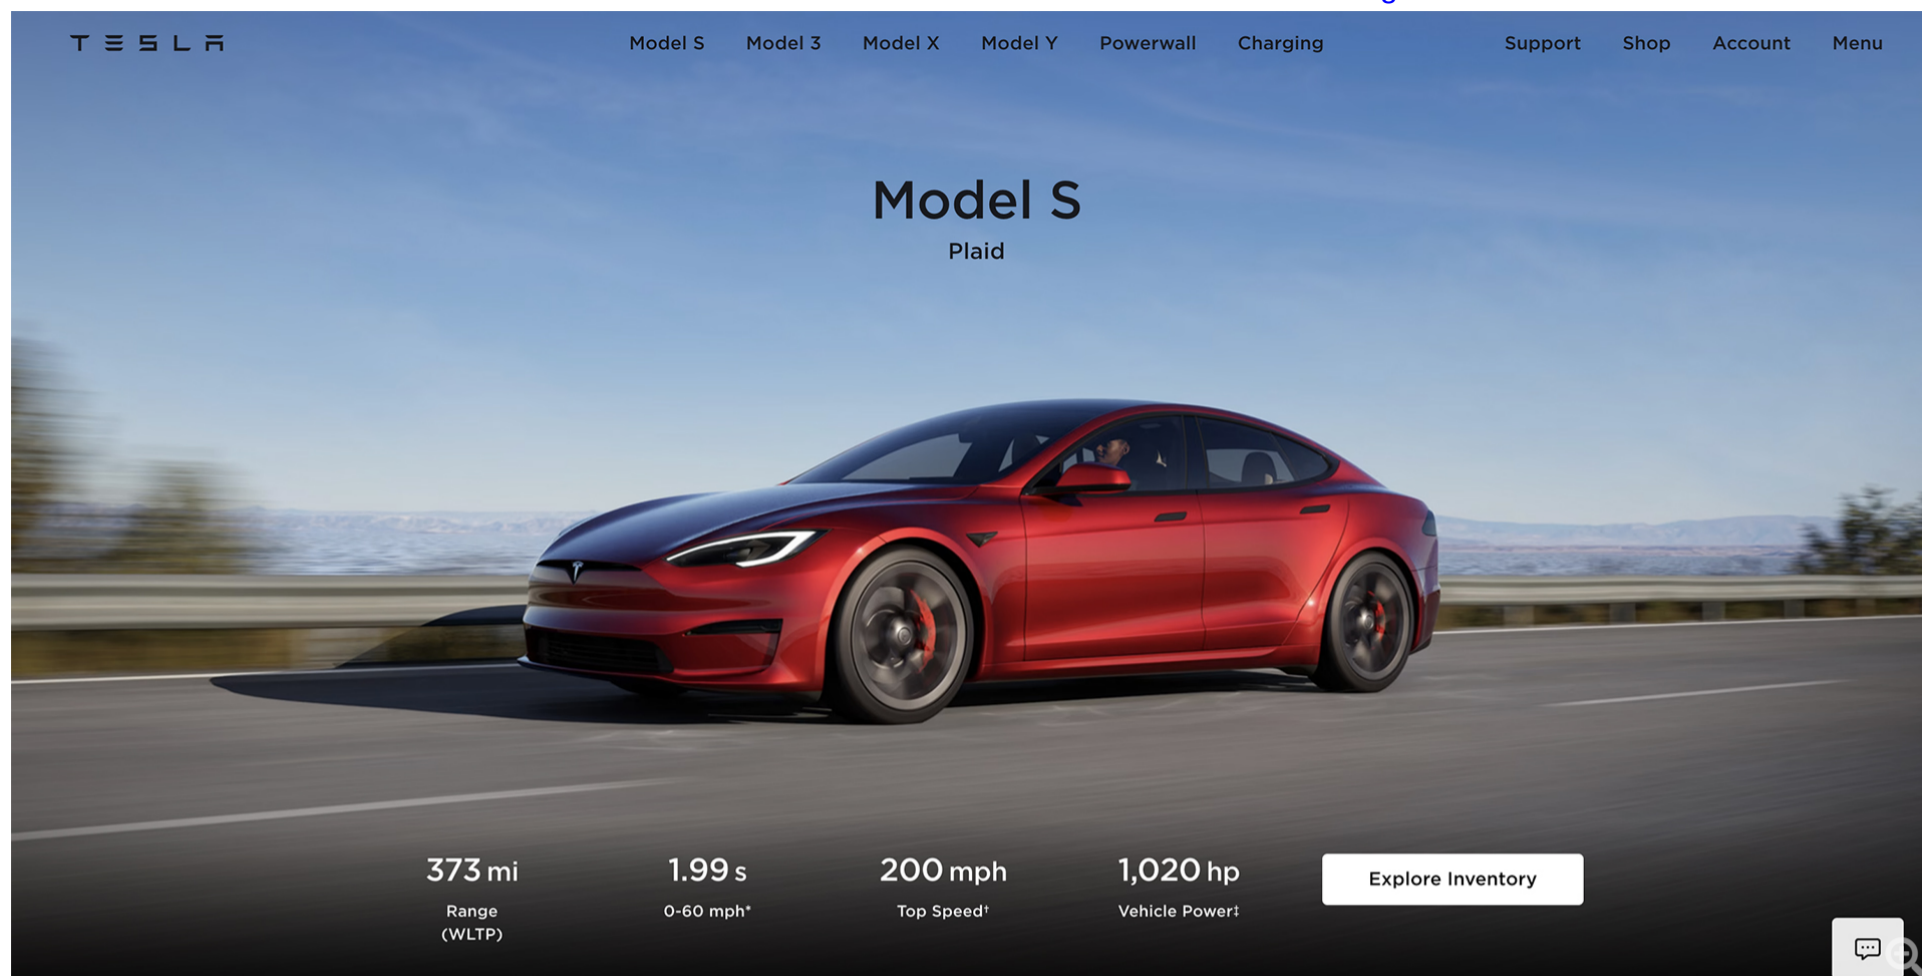 TESLA Model S Model 3 Model X Model Y Powerwall Charging Support Shop Account Menu
Model S
Plaid
373 mi 1.99 s 200 mph 1,020 hp Explore Inventory
Range 0-60 mph* Top Speed† Vehicle Power‡
(WLTP)